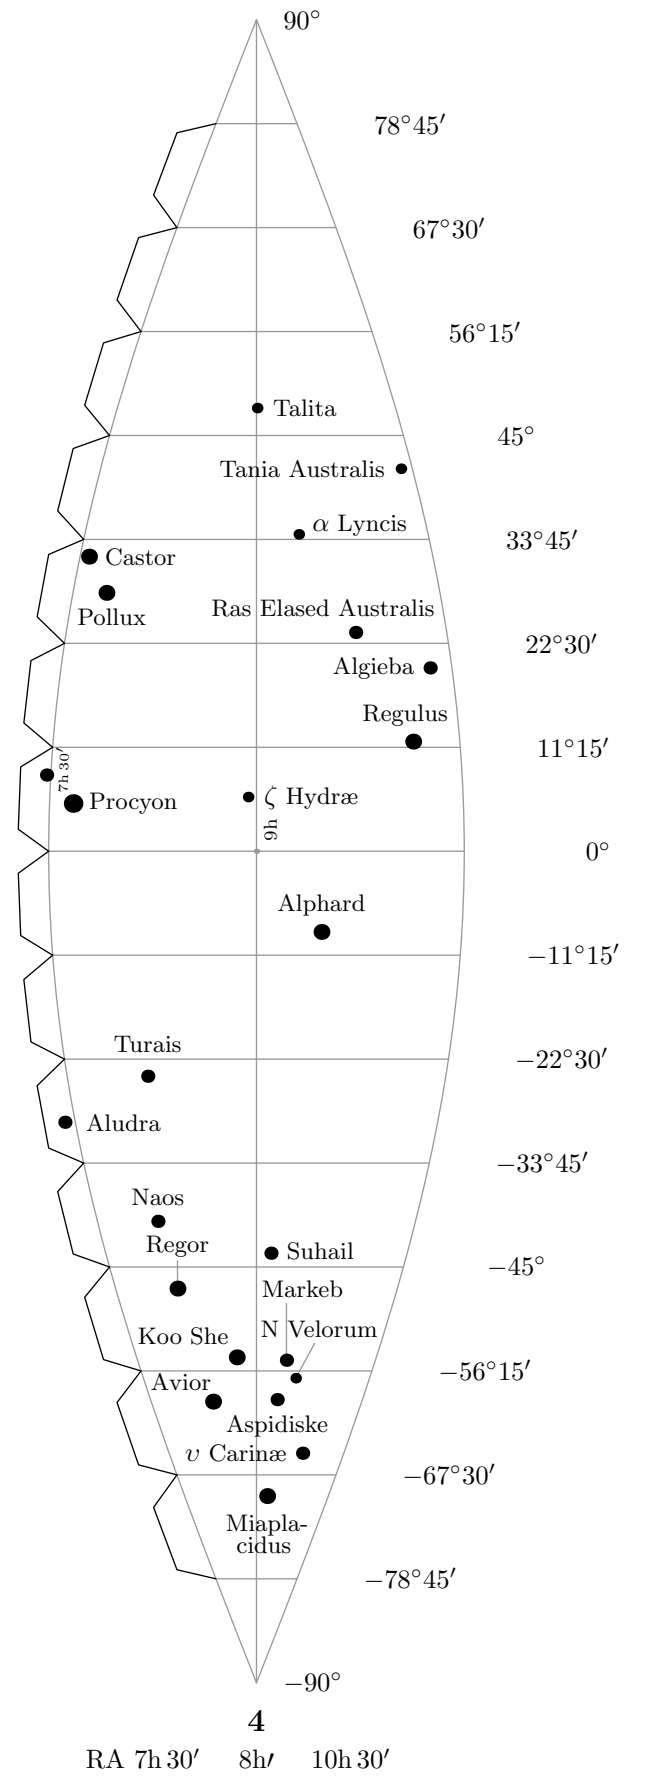 90°
78°45′
67°30′
56°15′
Talita
45°
Tania Australis
α Lyncis
33°45′
Castor
Pollux
Ras Elased Australis
22°30′
Algieba
Regulus
11°15′
7h 30′
Procyon
ζ Hydræ
9h
0°
Alphard
−11°15′
Turais
−22°30′
Aludra
−33°45′
Naos
Regor
Suhail
−45°
Markeb
N Velorum
Koo She
−56°15′
Avior
Aspidiske
υ Carinæ
−67°30′
Miapla-
cidus
−78°45′
−90°
4
RA 7h 30′ 8h′ 10h 30′